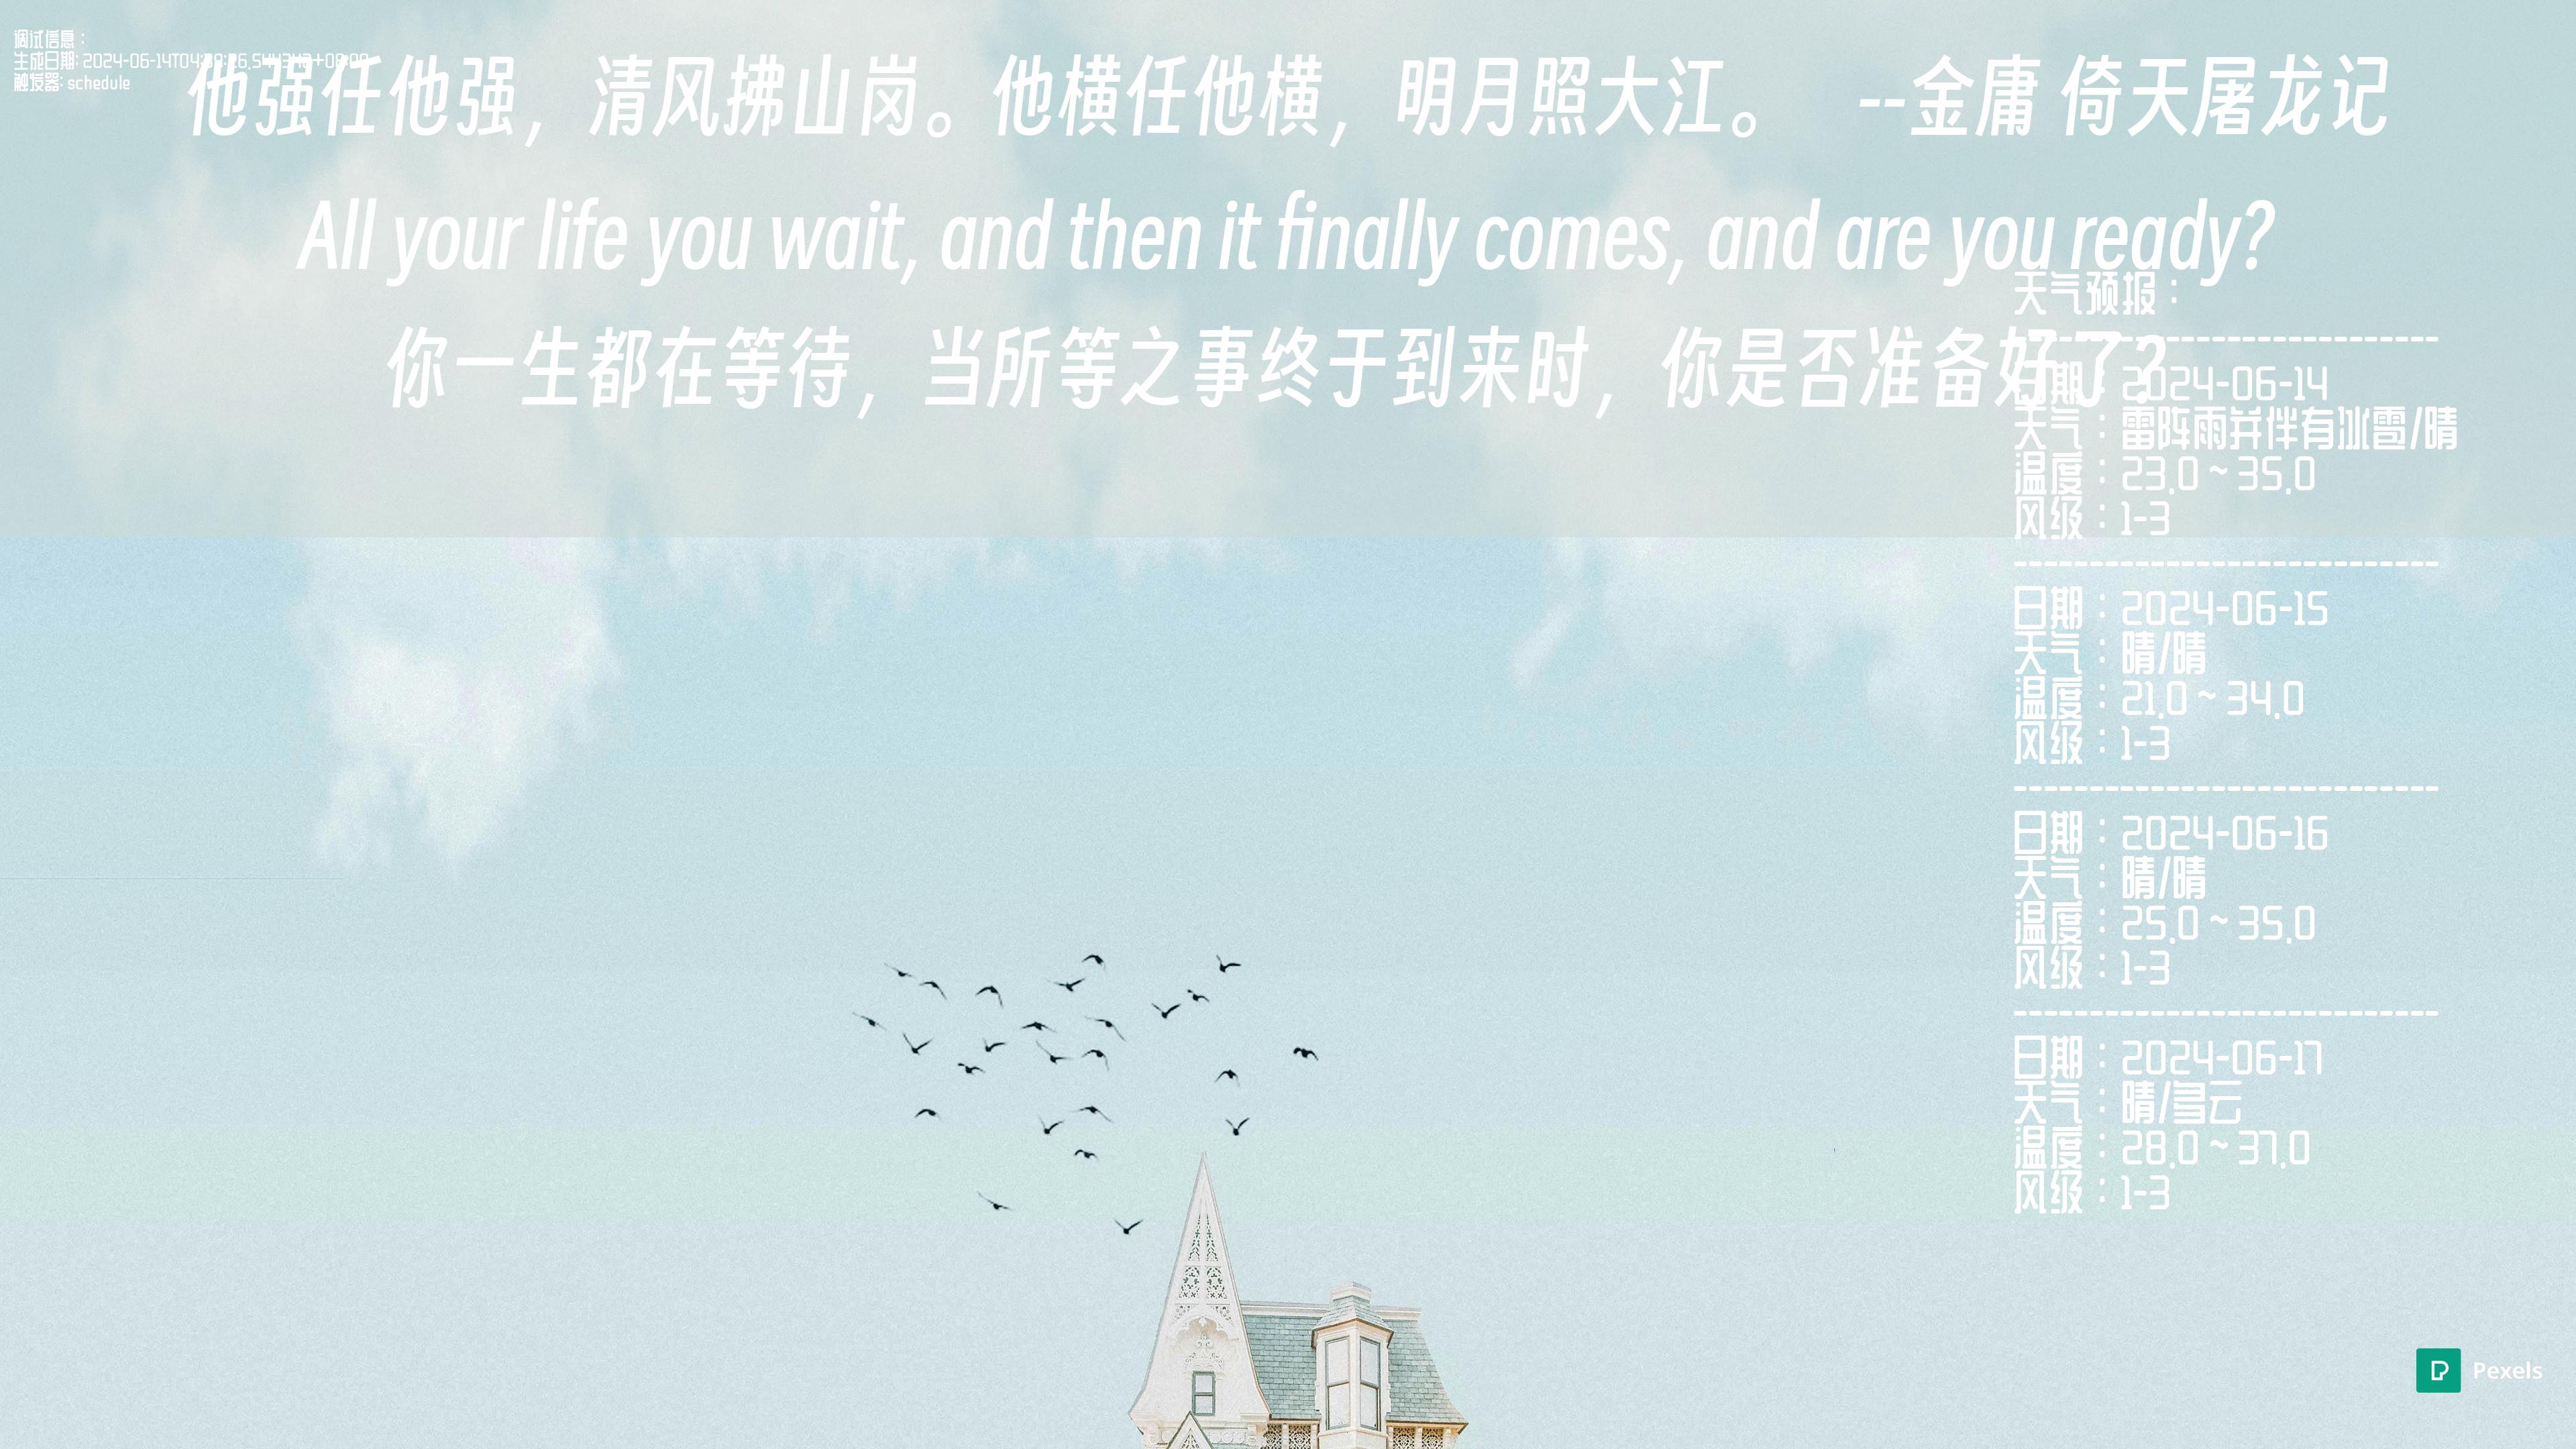 调试信息：
生成日期: 2024-06-14T04:
触发器: schedule
他强任他强，清风拂山岗。他横任他横，明月照大江。 --金庸 倚天屠龙记
All your life you wait, and then it finally comes, and are you ready?
你一生都在等待，当所等之事终于到来时，你是否准备好了？
天气预报：
---------------------------
日期：2024-06-14
天气：雷阵雨并伴有冰雹/晴
温度：23.0 ~ 35.0
风级：1-3
---------------------------
日期：2024-06-15
天气：晴/晴
温度：21.0 ~ 34.0
风级：1-3
---------------------------
日期：2024-06-16
天气：晴/晴
温度：25.0 ~ 35.0
风级：1-3
---------------------------
日期：2024-06-17
天气：晴/多云
温度：28.0 ~ 37.0
风级：1-3
Pexels